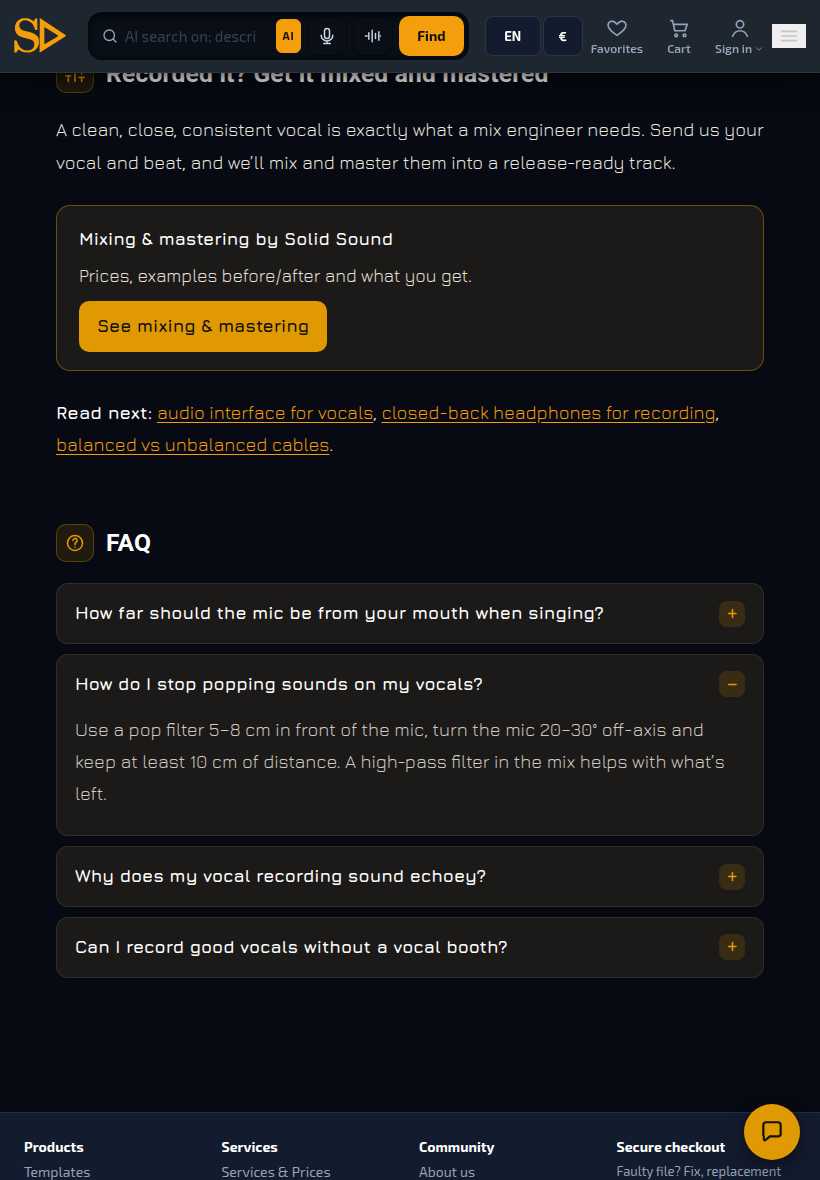 SD
AI search on: descri
AI
Find
EN
€
Favorites
Cart
Sign in
Recorded it? Get it mixed and mastered
A clean, close, consistent vocal is exactly what a mix engineer needs. Send us your
vocal and beat, and we'll mix and master them into a release-ready track.
Mixing & mastering by Solid Sound
Prices, examples before/after and what you get.
See mixing & mastering
Read next: audio interface for vocals, closed-back headphones for recording,
balanced vs unbalanced cables.
FAQ
How far should the mic be from your mouth when singing?
+
How do I stop popping sounds on my vocals?
−
Use a pop filter 5–8 cm in front of the mic, turn the mic 20–30° off-axis and
keep at least 10 cm of distance. A high-pass filter in the mix helps with what's
left.
Why does my vocal recording sound echoey?
+
Can I record good vocals without a vocal booth?
+
Products
Services
Community
Secure checkout
Templates
Services & Prices
About us
Faulty file? Fix, replacement